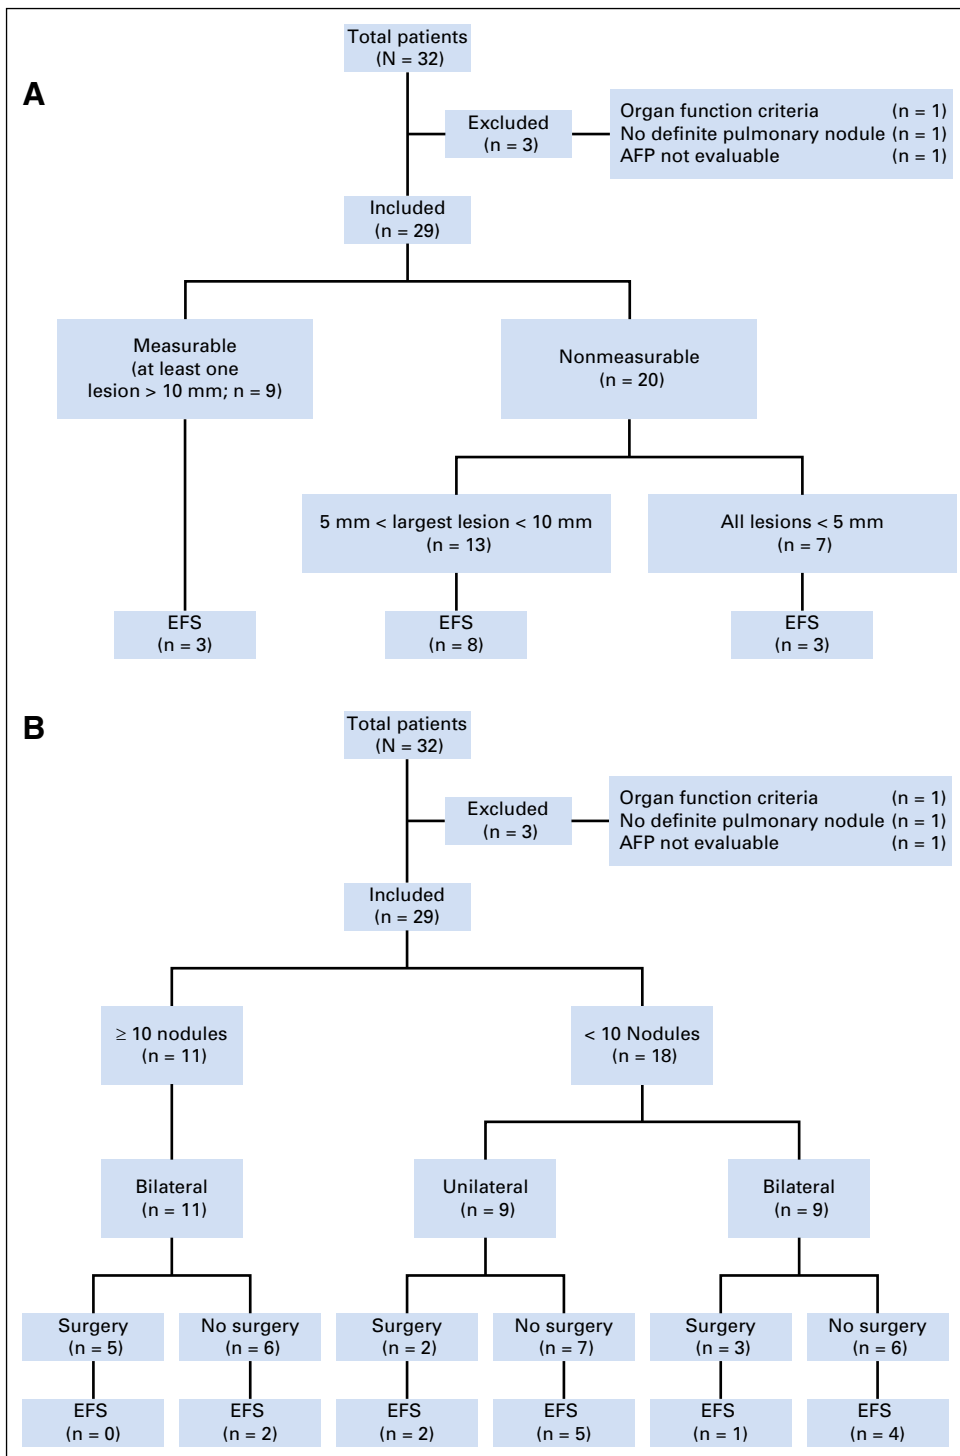 A
Total patients
(N = 32)
Excluded
(n = 3)
Organ function criteria (n = 1)
No definite pulmonary nodule (n = 1)
AFP not evaluable (n = 1)
Included
(n = 29)
Measurable
(at least one
lesion > 10 mm; n = 9)
Nonmeasurable
(n = 20)
5 mm < largest lesion < 10 mm
(n = 13)
All lesions < 5 mm
(n = 7)
EFS
(n = 3)
EFS
(n = 8)
EFS
(n = 3)
B
Total patients
(N = 32)
Excluded
(n = 3)
Organ function criteria (n = 1)
No definite pulmonary nodule (n = 1)
AFP not evaluable (n = 1)
Included
(n = 29)
≥ 10 nodules
(n = 11)
< 10 Nodules
(n = 18)
Bilateral
(n = 11)
Unilateral
(n = 9)
Bilateral
(n = 9)
Surgery
(n = 5)
No surgery
(n = 6)
Surgery
(n = 2)
No surgery
(n = 7)
Surgery
(n = 3)
No surgery
(n = 6)
EFS
(n = 0)
EFS
(n = 2)
EFS
(n = 2)
EFS
(n = 5)
EFS
(n = 1)
EFS
(n = 4)